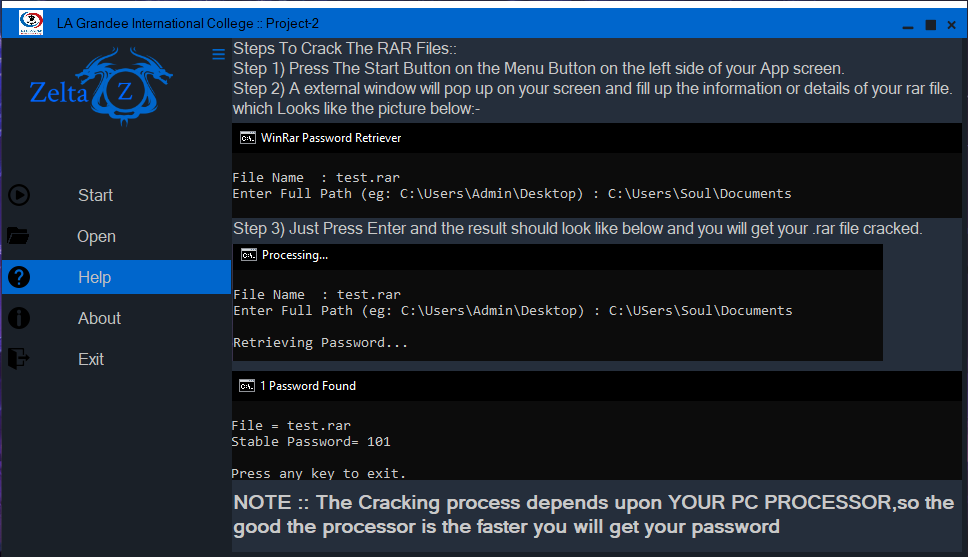 LA Grandee International College :: Project-2
Zelta Z
Start
Open
Help
About
Exit
Steps To Crack The RAR Files::
Step 1) Press The Start Button on the Menu Button on the left side of your App screen.
Step 2) A external window will pop up on your screen and fill up the information or details of your rar file.
which Looks like the picture below:-
C:\. WinRar Password Retriever
File Name : test.rar
Enter Full Path (eg: C:\Users\Admin\Desktop) : C:\Users\Soul\Documents
Step 3) Just Press Enter and the result should look like below and you will get your .rar file cracked.
C:\. Processing...
File Name : test.rar
Enter Full Path (eg: C:\Users\Admin\Desktop) : C:\USers\Soul\Documents
Retrieving Password...
C:\. 1 Password Found
File = test.rar
Stable Password= 101
Press any key to exit.
NOTE :: The Cracking process depends upon YOUR PC PROCESSOR,so the
good the processor is the faster you will get your password